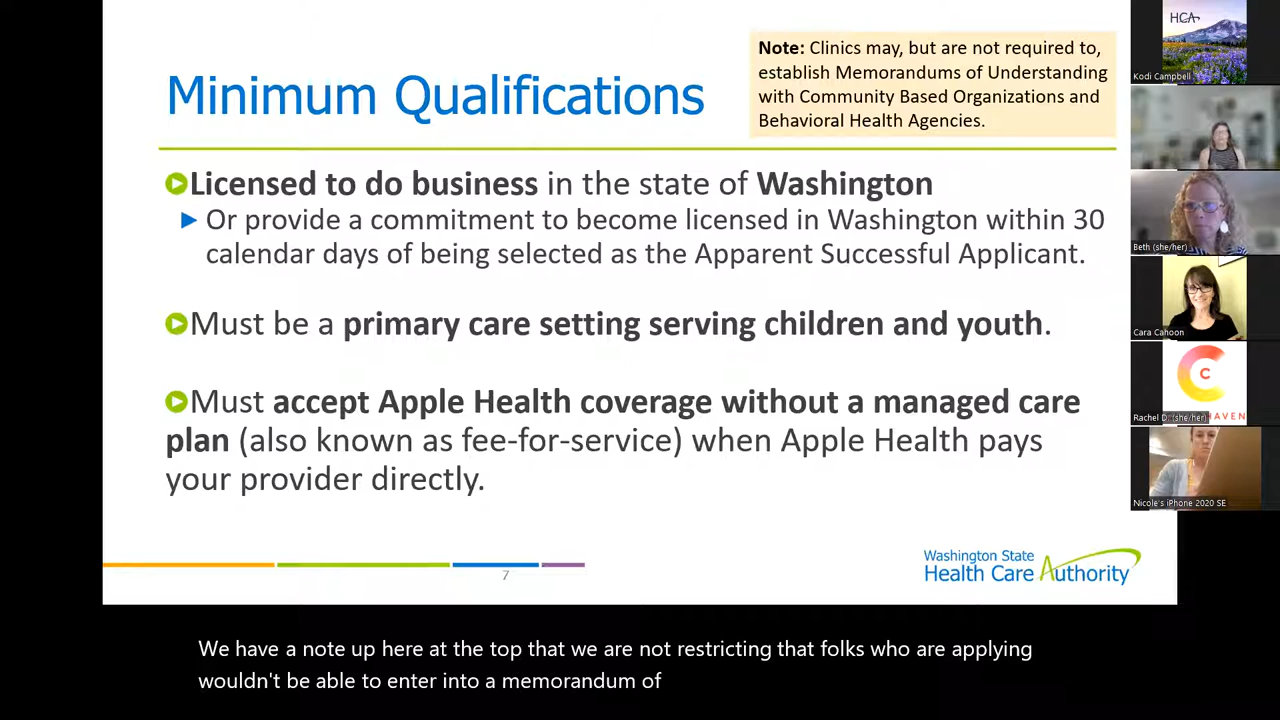 Minimum Qualifications
Note: Clinics may, but are not required to,
establish Memorandums of Understanding
with Community Based Organizations and
Behavioral Health Agencies.
Licensed to do business in the state of Washington
Or provide a commitment to become licensed in Washington within 30
calendar days of being selected as the Apparent Successful Applicant.
Must be a primary care setting serving children and youth.
Must accept Apple Health coverage without a managed care
plan (also known as fee-for-service) when Apple Health pays
your provider directly.
7
Washington State
Health Care Authority
HCA
Kodi Campbell
Beth (she/her)
Cara Cahoon
C
HAVEN
Rachel D. (she/her)
Nicole's iPhone 2020 SE
We have a note up here at the top that we are not restricting that folks who are applying
wouldn't be able to enter into a memorandum of